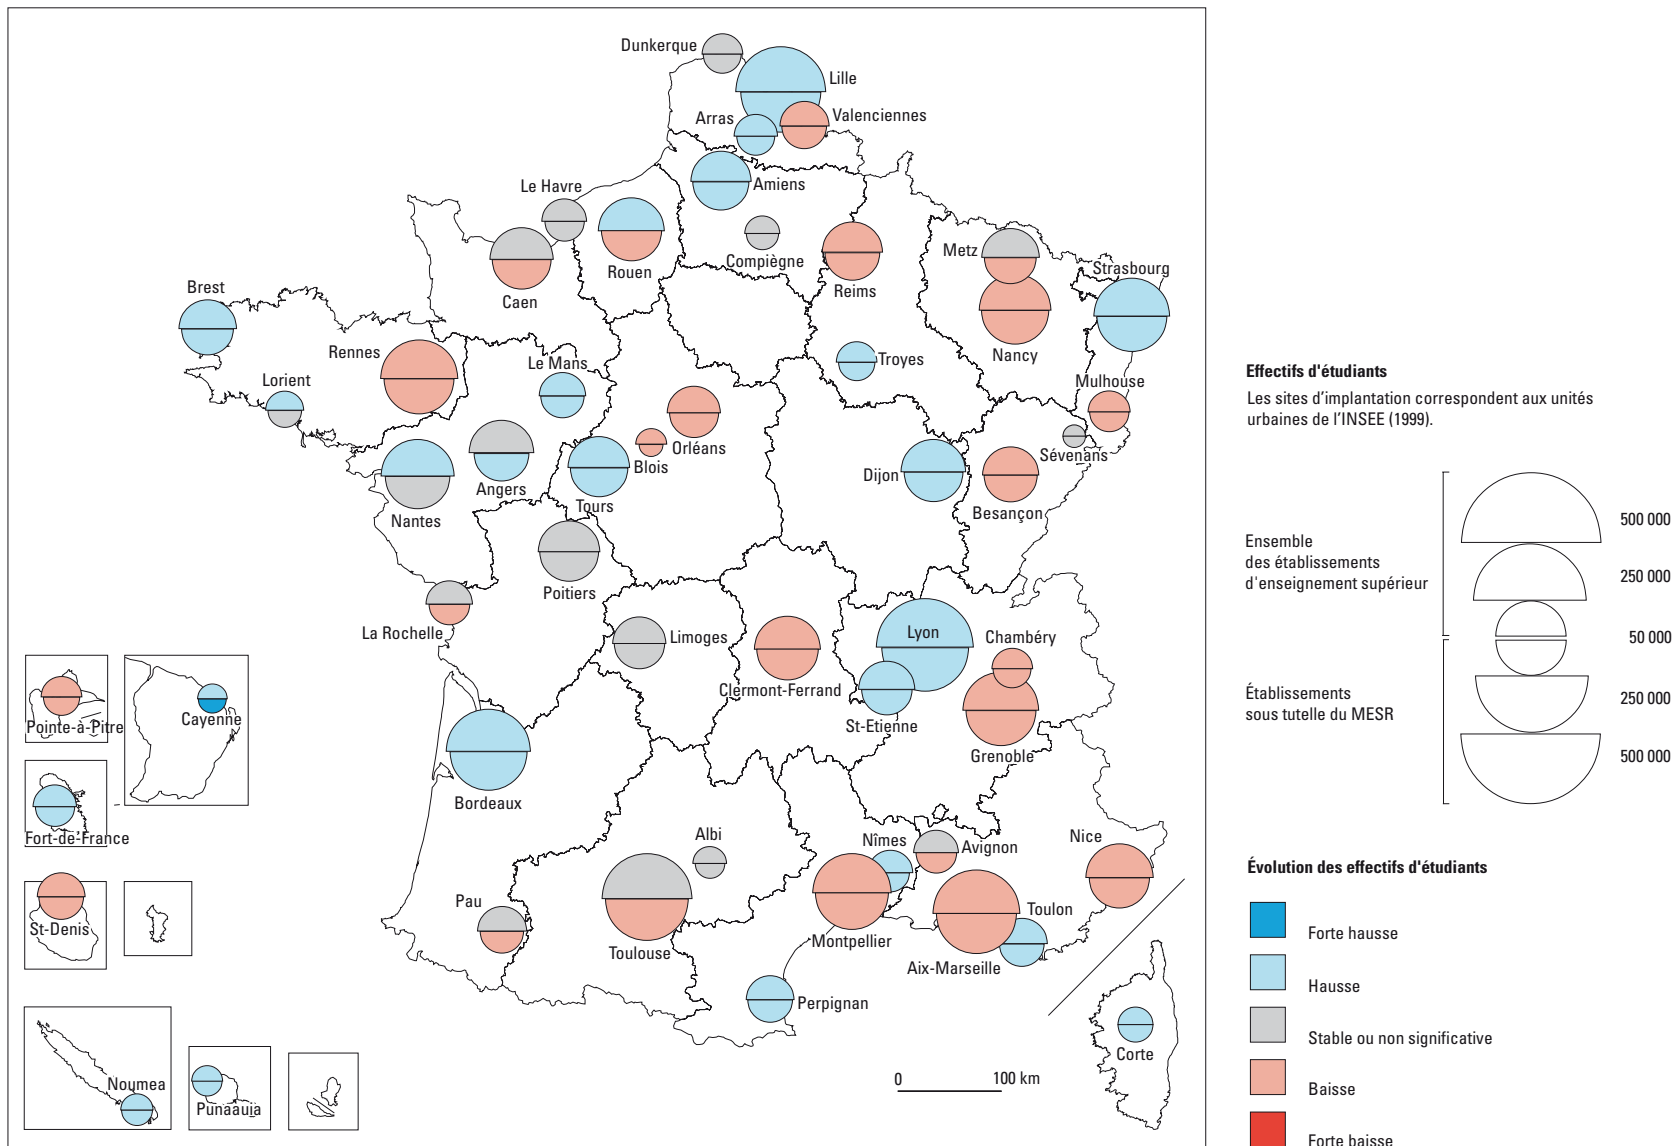 Dunkerque
Lille
Arras
Valenciennes
Amiens
Le Havre
Compiègne
Rouen
Caen
Reims
Metz
Strasbourg
Nancy
Brest
Rennes
Lorient
Le Mans
Troyes
Mulhouse
Orléans
Blois
Sévenans
Angers
Tours
Dijon
Besançon
Nantes
Poitiers
La Rochelle
Limoges
Clermont-Ferrand
Lyon
Chambéry
St-Etienne
Grenoble
Bordeaux
Albi
Nîmes
Avignon
Nice
Pau
Toulouse
Montpellier
Toulon
Aix-Marseille
Perpignan
Corte
Pointe-à-Pitre
Cayenne
Fort-de-France
St-Denis
Noumea
Punaauia
0 100 km
Effectifs d'étudiants
Les sites d’implantation correspondent aux unités
urbaines de l’INSEE (1999).
Ensemble
des établissements
d'enseignement supérieur
500 000
250 000
50 000
Établissements
sous tutelle du MESR
250 000
500 000
Évolution des effectifs d'étudiants
Forte hausse
Hausse
Stable ou non significative
Baisse
Forte baisse